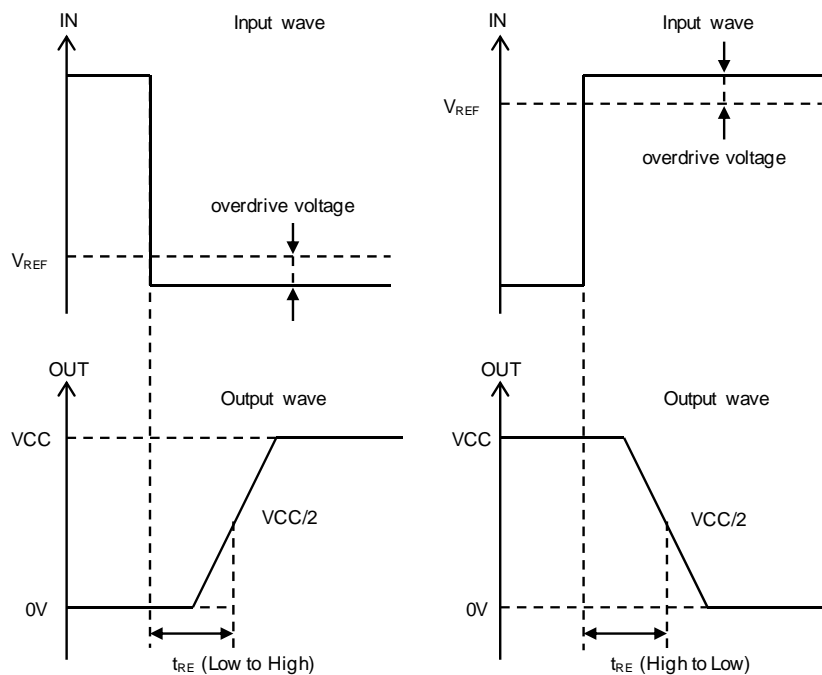 IN
Input wave
overdrive voltage
VREF
OUT
Output wave
VCC
VCC/2
0V
tRE (Low to High)
IN
Input wave
VREF
overdrive voltage
OUT
Output wave
VCC
VCC/2
0V
tRE (High to Low)